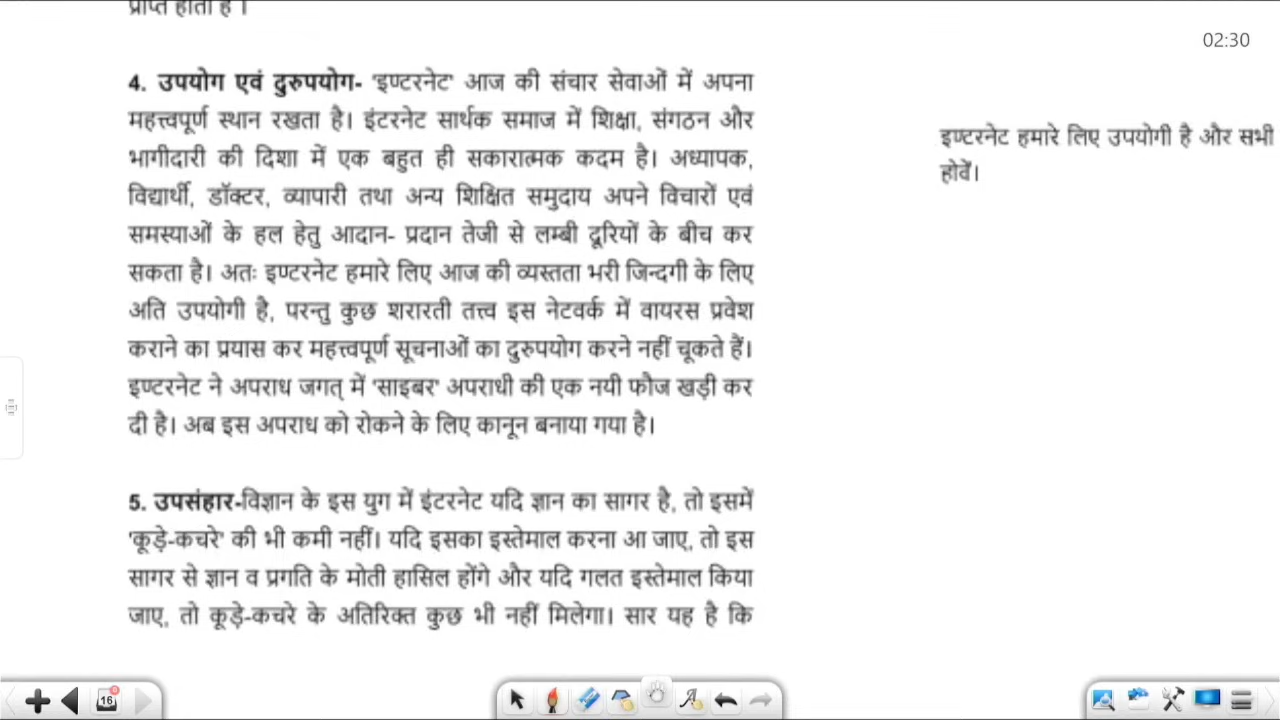 प्राप्त होता है ।
02:30
4. उपयोग एवं दुरुपयोग- 'इण्टरनेट' आज की संचार सेवाओं में अपना
महत्त्वपूर्ण स्थान रखता है। इंटरनेट सार्थक समाज में शिक्षा, संगठन और
भागीदारी की दिशा में एक बहुत ही सकारात्मक कदम है। अध्यापक,
विद्यार्थी, डॉक्टर, व्यापारी तथा अन्य शिक्षित समुदाय अपने विचारों एवं
समस्याओं के हल हेतु आदान- प्रदान तेजी से लम्बी दूरियों के बीच कर
सकता है। अतः इण्टरनेट हमारे लिए आज की व्यस्तता भरी जिन्दगी के लिए
अति उपयोगी है, परन्तु कुछ शरारती तत्त्व इस नेटवर्क में वायरस प्रवेश
कराने का प्रयास कर महत्त्वपूर्ण सूचनाओं का दुरुपयोग करने नहीं चूकते हैं।
इण्टरनेट ने अपराध जगत् में 'साइबर' अपराधी की एक नयी फौज खड़ी कर
दी है। अब इस अपराध को रोकने के लिए कानून बनाया गया है।
5. उपसंहार-विज्ञान के इस युग में इंटरनेट यदि ज्ञान का सागर है, तो इसमें
'कूड़े-कचरे' की भी कमी नहीं। यदि इसका इस्तेमाल करना आ जाए, तो इस
सागर से ज्ञान व प्रगति के मोती हासिल होंगे और यदि गलत इस्तेमाल किया
जाए, तो कूड़े-कचरे के अतिरिक्त कुछ भी नहीं मिलेगा। सार यह है कि
इण्टरनेट हमारे लिए उपयोगी है और सभी
होवें।
16